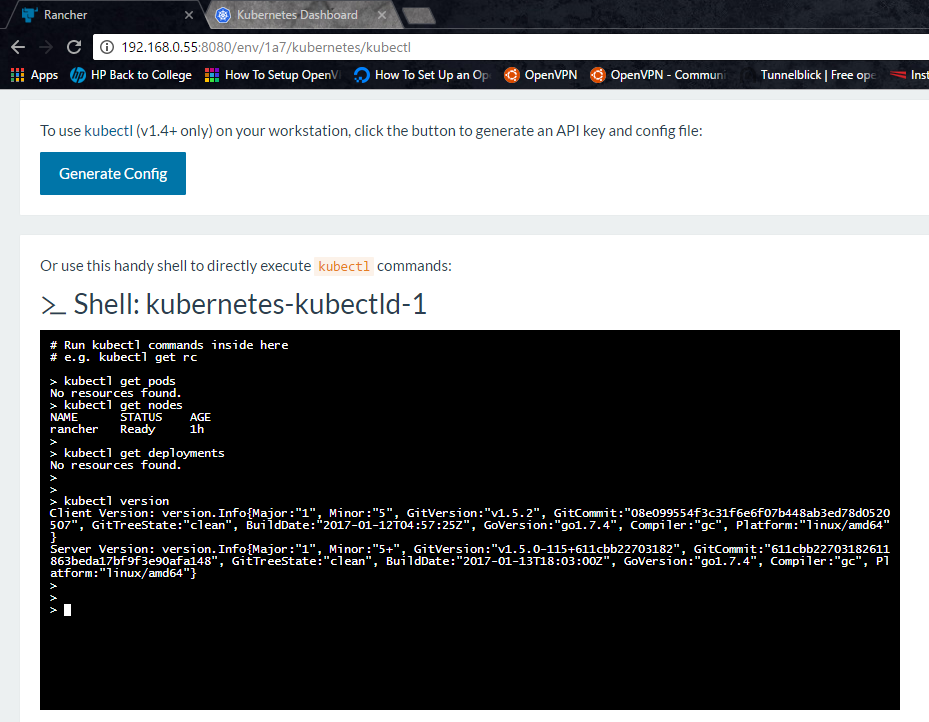 Rancher
Kubernetes Dashboard
192.168.0.55:8080/env/1a7/kubernetes/kubectl
Apps
HP Back to College
How To Setup OpenV
How To Set Up an Op
OpenVPN
OpenVPN - Commun
Tunnelblick | Free ope
Inst
To use kubectl (v1.4+ only) on your workstation, click the button to generate an API key and config file:
Generate Config
Or use this handy shell to directly execute kubectl commands:
>_ Shell: kubernetes-kubectld-1
# Run kubectl commands inside here
# e.g. kubectl get rc
> kubectl get pods
No resources found.
> kubectl get nodes
NAME STATUS AGE
rancher Ready 1h
>
> kubectl get deployments
No resources found.
>
>
> kubectl version
Client Version: version.Info{Major:"1", Minor:"5", GitVersion:"v1.5.2", GitCommit:"08e099554f3c31f6e6f07b448ab3ed78d0520
507", GitTreeState:"clean", BuildDate:"2017-01-12T04:57:25Z", GoVersion:"go1.7.4", Compiler:"gc", Platform:"linux/amd64"
}
Server Version: version.Info{Major:"1", Minor:"5+", GitVersion:"v1.5.0-115+611cbb22703182", GitCommit:"611cbb22703182611
863beda17bf9f3e90afa148", GitTreeState:"clean", BuildDate:"2017-01-13T18:03:00Z", GoVersion:"go1.7.4", Compiler:"gc", Pl
atform:"linux/amd64"}
>
>
>